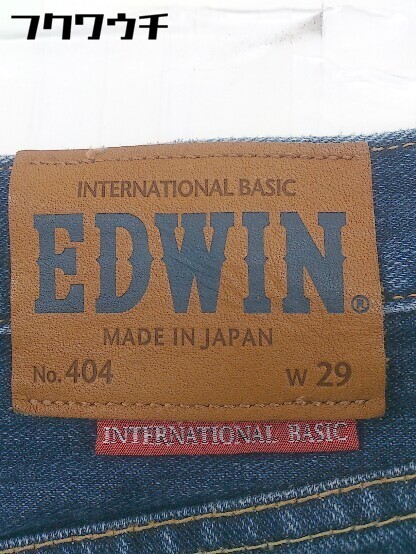 フクワウチ
INTERNATIONAL BASIC
EDWIN®
MADE IN JAPAN
No. 404 W 29
INTERNATIONAL BASIC